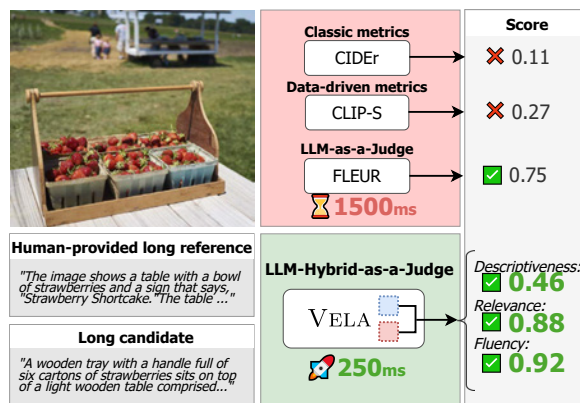 Classic metrics
CIDEr
Data-driven metrics
CLIP-S
LLM-as-a-Judge
FLEUR
1500ms
Score
0.11
0.27
0.75
Human-provided long reference
"The image shows a table with a bowl
of strawberries and a sign that says,
"Strawberry Shortcake."The table ..."
Long candidate
"A wooden tray with a handle full of
six cartons of strawberries sits on top
of a light wooden table comprised..."
LLM-Hybrid-as-a-Judge
VELA
250ms
Descriptiveness:
0.46
Relevance:
0.88
Fluency:
0.92